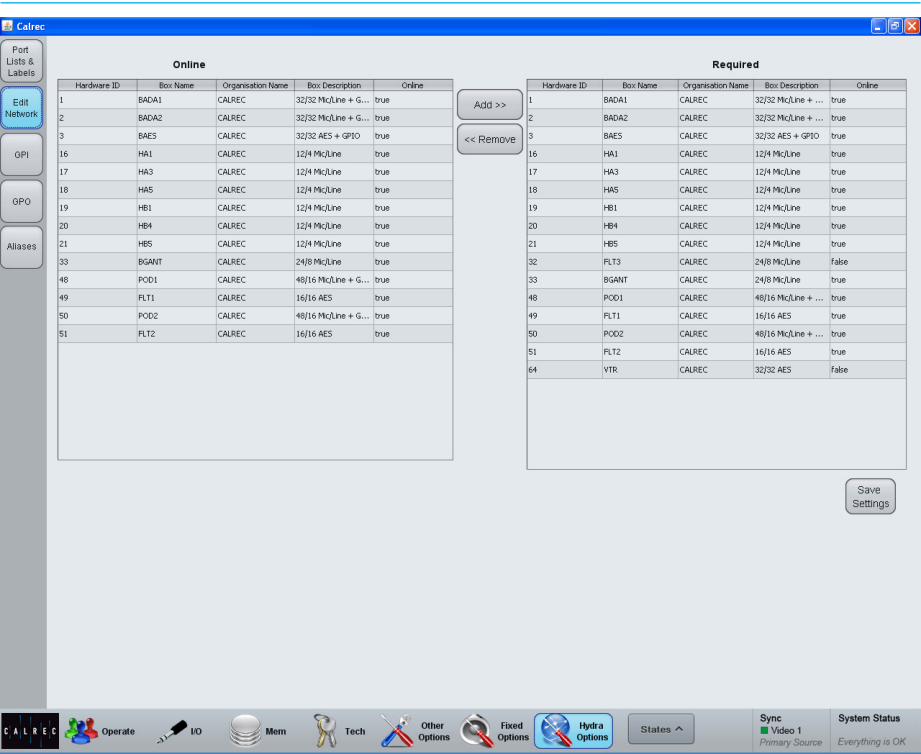 Calrec
Port
Lists &
Labels
Edit
Network
GPI
GPO
Aliases
Online
Hardware ID Box Name Organisation Name Box Description Online
1 BADA1 CALREC 32/32 Mic/Line + G... true
2 BADA2 CALREC 32/32 Mic/Line + G... true
3 BAES CALREC 32/32 AES + GPIO true
16 HA1 CALREC 12/4 Mic/Line true
17 HA3 CALREC 12/4 Mic/Line true
18 HA5 CALREC 12/4 Mic/Line true
19 HB1 CALREC 12/4 Mic/Line true
20 HB4 CALREC 12/4 Mic/Line true
21 HB5 CALREC 12/4 Mic/Line true
33 BGANT CALREC 24/8 Mic/Line true
48 POD1 CALREC 48/16 Mic/Line + G... true
49 FLT1 CALREC 16/16 AES true
50 POD2 CALREC 48/16 Mic/Line + G... true
51 FLT2 CALREC 16/16 AES true
Add >>
<< Remove
Required
Hardware ID Box Name Organisation Name Box Description Online
1 BADA1 CALREC 32/32 Mic/Line + ... true
2 BADA2 CALREC 32/32 Mic/Line + ... true
3 BAES CALREC 32/32 AES + GPIO true
16 HA1 CALREC 12/4 Mic/Line true
17 HA3 CALREC 12/4 Mic/Line true
18 HA5 CALREC 12/4 Mic/Line true
19 HB1 CALREC 12/4 Mic/Line true
20 HB4 CALREC 12/4 Mic/Line true
21 HB5 CALREC 12/4 Mic/Line true
32 FLT3 CALREC 24/8 Mic/Line false
33 BGANT CALREC 24/8 Mic/Line true
48 POD1 CALREC 48/16 Mic/Line + ... true
49 FLT1 CALREC 16/16 AES true
50 POD2 CALREC 48/16 Mic/Line + ... true
51 FLT2 CALREC 16/16 AES true
64 VTR CALREC 32/32 AES false
Save
Settings
CALREC
Operate
I/O
Mem
Tech
Other
Options
Fixed
Options
Hydra
Options
States ^
Sync
Video 1
Primary Source
System Status
Everything is OK